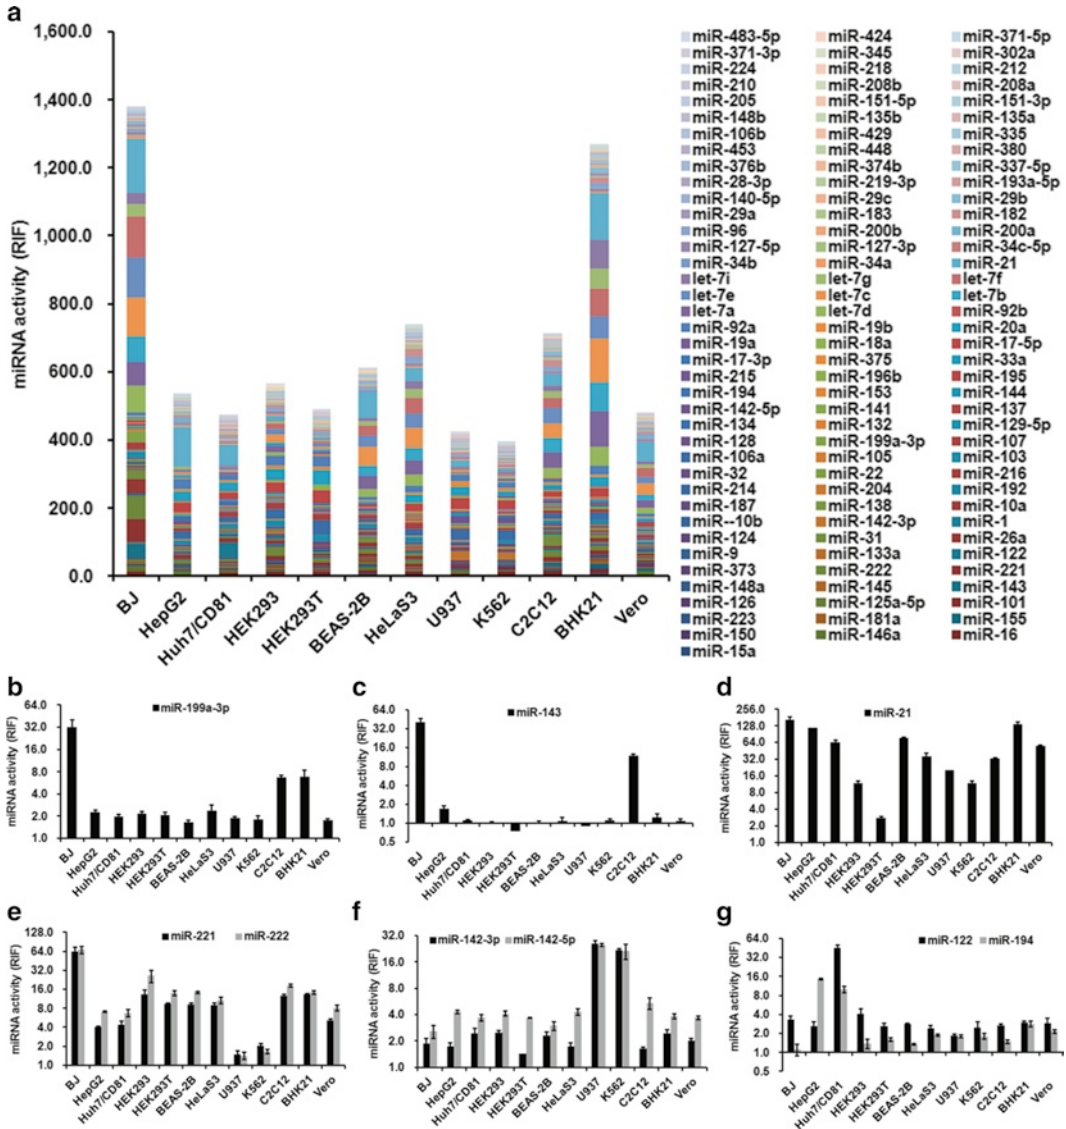 a
1,600.0
1,400.0
1,200.0
1,000.0
800.0
600.0
400.0
200.0
0.0
miRNA activity (RIF)
BJ HepG2 Huh7/CD81 HEK293 HEK293T BEAS-2B HeLaS3 U937 K562 C2C12 BHK21 Vero
miR-483-5p miR-424 miR-371-5p
miR-371-3p miR-345 miR-302a
miR-224 miR-218 miR-212
miR-210 miR-208b miR-208a
miR-205 miR-151-5p miR-151-3p
miR-148b miR-135b miR-135a
miR-106b miR-429 miR-335
miR-453 miR-448 miR-380
miR-376b miR-374b miR-337-5p
miR-28-3p miR-219-3p miR-193a-5p
miR-140-5p miR-29c miR-29b
miR-29a miR-183 miR-182
miR-96 miR-200b miR-200a
miR-127-5p miR-127-3p miR-34c-5p
miR-34b miR-34a miR-21
let-7i let-7g let-7f
let-7e let-7c let-7b
let-7a let-7d miR-92b
miR-92a miR-19b miR-20a
miR-19a miR-18a miR-17-5p
miR-17-3p miR-375 miR-33a
miR-215 miR-196b miR-195
miR-194 miR-153 miR-144
miR-142-5p miR-141 miR-137
miR-134 miR-132 miR-129-5p
miR-128 miR-199a-3p miR-107
miR-106a miR-105 miR-103
miR-32 miR-22 miR-216
miR-214 miR-204 miR-192
miR-187 miR-138 miR-10a
miR--10b miR-142-3p miR-1
miR-124 miR-31 miR-26a
miR-9 miR-133a miR-122
miR-373 miR-222 miR-221
miR-148a miR-145 miR-143
miR-126 miR-125a-5p miR-101
miR-223 miR-181a miR-155
miR-150 miR-146a miR-16
miR-15a
b
miR-199a-3p
64.0
32.0
16.0
8.0
4.0
2.0
1.0
miRNA activity (RIF)
BJ HepG2 Huh7/CD81 HEK293 HEK293T BEAS-2B HeLaS3 U937 K562 C2C12 BHK21 Vero
c
miR-143
64.0
32.0
16.0
8.0
4.0
2.0
1.0
0.5
miRNA activity (RIF)
BJ HepG2 Huh7/CD81 HEK293 HEK293T BEAS-2B HeLaS3 U937 K562 C2C12 BHK21 Vero
d
miR-21
256.0
128.0
64.0
32.0
16.0
8.0
4.0
2.0
1.0
miRNA activity (RIF)
BJ HepG2 Huh7/CD81 HEK293 HEK293T BEAS-2B HeLaS3 U937 K562 C2C12 BHK21 Vero
e
miR-221 miR-222
128.0
64.0
32.0
16.0
8.0
4.0
2.0
1.0
miRNA activity (RIF)
BJ HepG2 Huh7/CD81 HEK293 HEK293T BEAS-2B HeLaS3 U937 K562 C2C12 BHK21 Vero
f
miR-142-3p miR-142-5p
32.0
16.0
8.0
4.0
2.0
1.0
miRNA activity (RIF)
BJ HepG2 Huh7/CD81 HEK293 HEK293T BEAS-2B HeLaS3 U937 K562 C2C12 BHK21 Vero
g
miR-122 miR-194
64.0
32.0
16.0
8.0
4.0
2.0
1.0
0.5
miRNA activity (RIF)
BJ HepG2 Huh7/CD81 HEK293 HEK293T BEAS-2B HeLaS3 U937 K562 C2C12 BHK21 Vero